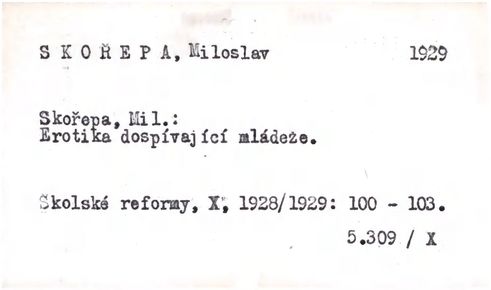 S K O Ř E P A, Miloslav 1929
Skořepa, Mil.:
Erotika dospívající mládeže.
Školské reformy, X, 1928/1929: 100 - 103.
5.309 / X